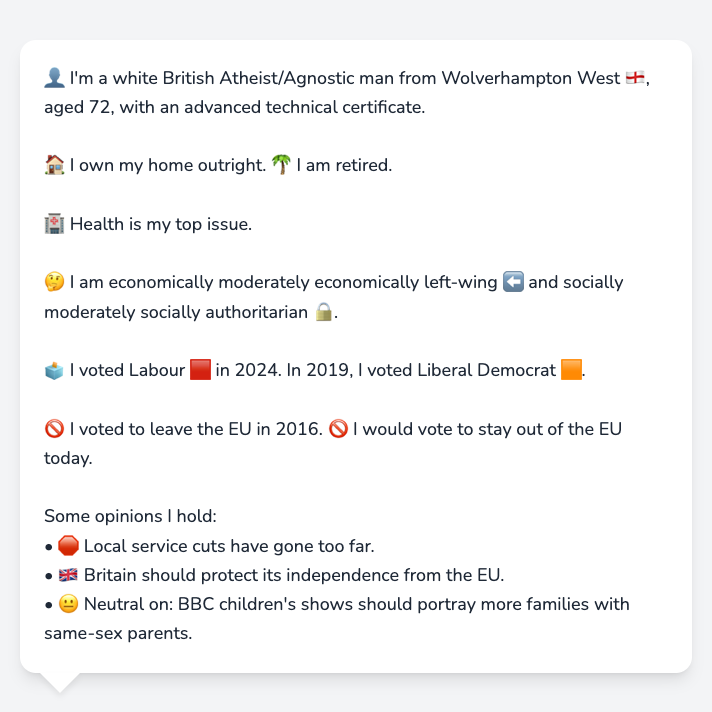 👤 I'm a white British Atheist/Agnostic man from Wolverhampton West 🏴󠁧󠁢󠁥󠁮󠁧󠁿,
aged 72, with an advanced technical certificate.
🏠 I own my home outright. 🌴 I am retired.
🏥 Health is my top issue.
🤔 I am economically moderately economically left-wing ⬅️ and socially
moderately socially authoritarian 🔒.
🗳️ I voted Labour 🟥 in 2024. In 2019, I voted Liberal Democrat 🟧.
🚫 I voted to leave the EU in 2016. 🚫 I would vote to stay out of the EU
today.
Some opinions I hold:
• 🛑 Local service cuts have gone too far.
• 🇬🇧 Britain should protect its independence from the EU.
• 😐 Neutral on: BBC children's shows should portray more families with
same-sex parents.